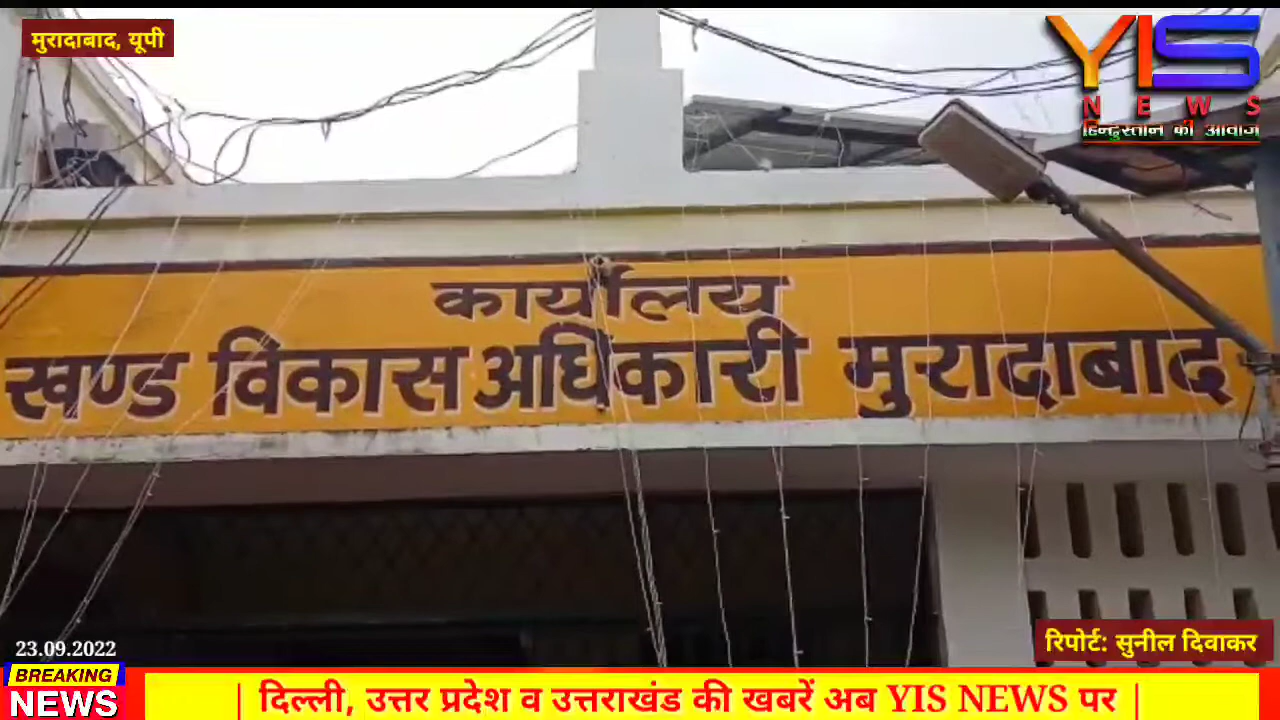 मुरादाबाद, यूपी
YIS
NEWS
हिन्दुस्तान की आवाज
कार्यालय
खण्ड विकास अधिकारी मुरादाबाद
23.09.2022
रिपोर्ट: सुनील दिवाकर
BREAKING
NEWS
| दिल्ली, उत्तर प्रदेश व उत्तराखंड की खबरें अब YIS NEWS पर |